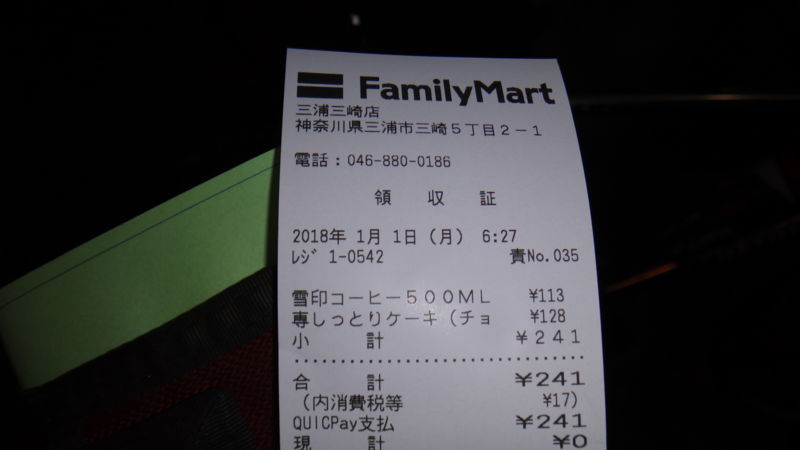 FamilyMart
三浦三崎店
神奈川県三浦市三崎5丁目2-1
電話:046-880-0186
領 収 証
2018年 1月 1日(月) 6:27
レジ 1-0542 責No.035
雪印コーヒー500ML ¥113
専しっとりケーキ(チョ ¥128
小 計 ¥241
合 計 ¥241
(内消費税等 ¥17)
QUICPay支払 ¥241
現 計 ¥0